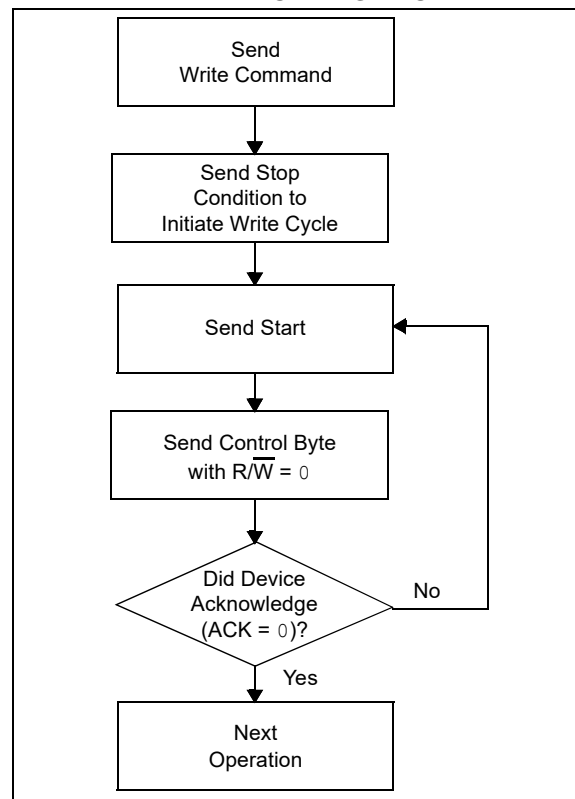 Send
Write Command
Send Stop
Condition to
Initiate Write Cycle
Send Start
Send Control Byte
with R/W̅ = 0
Did Device
Acknowledge
(ACK = 0)?
No
Yes
Next
Operation